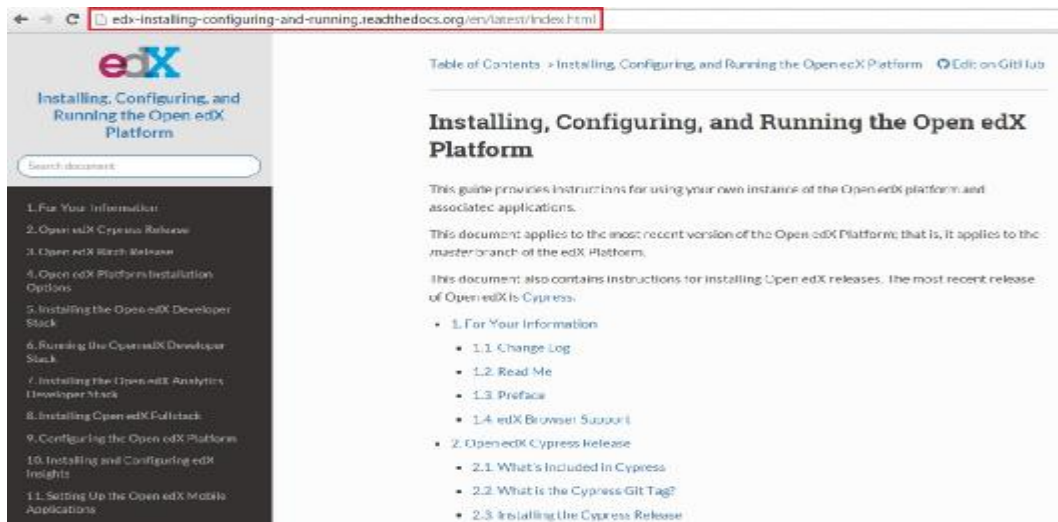 edx-installing-configuring-and-running.readthedocs.org/en/latest/index.html
edX
Installing, Configuring, and
Running the Open edX
Platform
Search document
1. For Your Information
2. Open edX Cypress Release
3. Open edX Birch Release
4. Open edX Platform Installation
Options
5. Installing the Open edX Developer
Stack
6. Running the Open edX Developer
Stack
7. Installing the Open edX Analytics
Developer Stack
8. Installing Open edX Fullstack
9. Configuring the Open edX Platform
10. Installing and Configuring edX
Insights
11. Setting Up the Open edX Mobile
Applications
Table of Contents » Installing, Configuring, and Running the Open edX Platform Edit on GitHub
Installing, Configuring, and Running the Open edX
Platform
This guide provides instructions for using your own instance of the Open edX platform and
associated applications.
This document applies to the most recent version of the Open edX Platform; that is, it applies to the
master branch of the edX Platform.
This document also contains instructions for installing Open edX releases. The most recent release
of Open edX is Cypress.
• 1. For Your Information
• 1.1. Change Log
• 1.2. Read Me
• 1.3. Preface
• 1.4. edX Browser Support
• 2. Open edX Cypress Release
• 2.1. What's Included in Cypress
• 2.2. What is the Cypress Git Tag?
• 2.3. Installing the Cypress Release